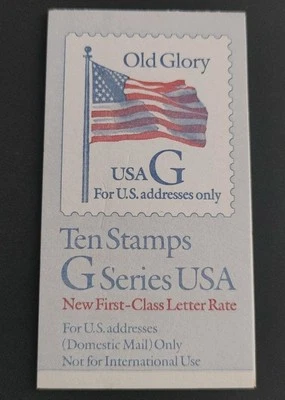 Old Glory
USA G
For U.S. addresses only
Ten Stamps
G Series USA
New First-Class Letter Rate
For U.S. addresses
(Domestic Mail) Only
Not for International Use